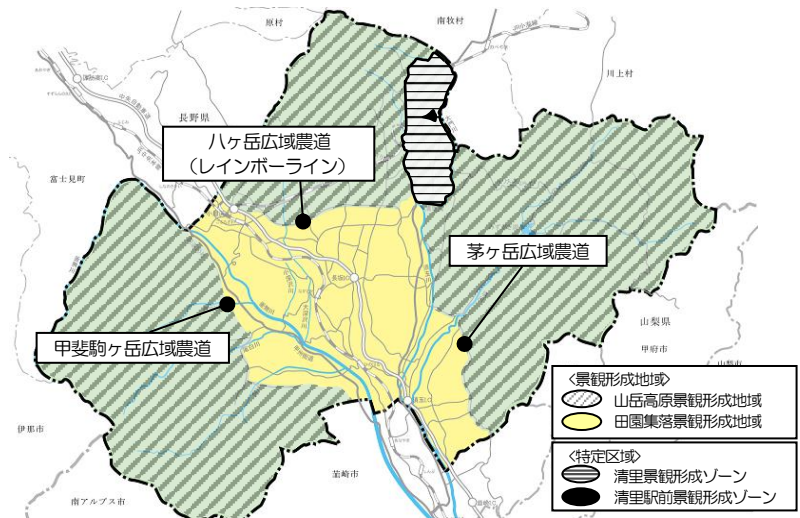 原村
南牧村
川上村
長野県
八ヶ岳広域農道
（レインボーライン）
富士見町
茅ヶ岳広域農道
長坂I.C
甲斐駒ヶ岳広域農道
山梨県
甲府市
伊那市
韮崎市
南アルプス市
〈景観形成地域〉
山岳高原景観形成地域
田園集落景観形成地域
〈特定区域〉
清里景観形成ゾーン
清里駅前景観形成ゾーン